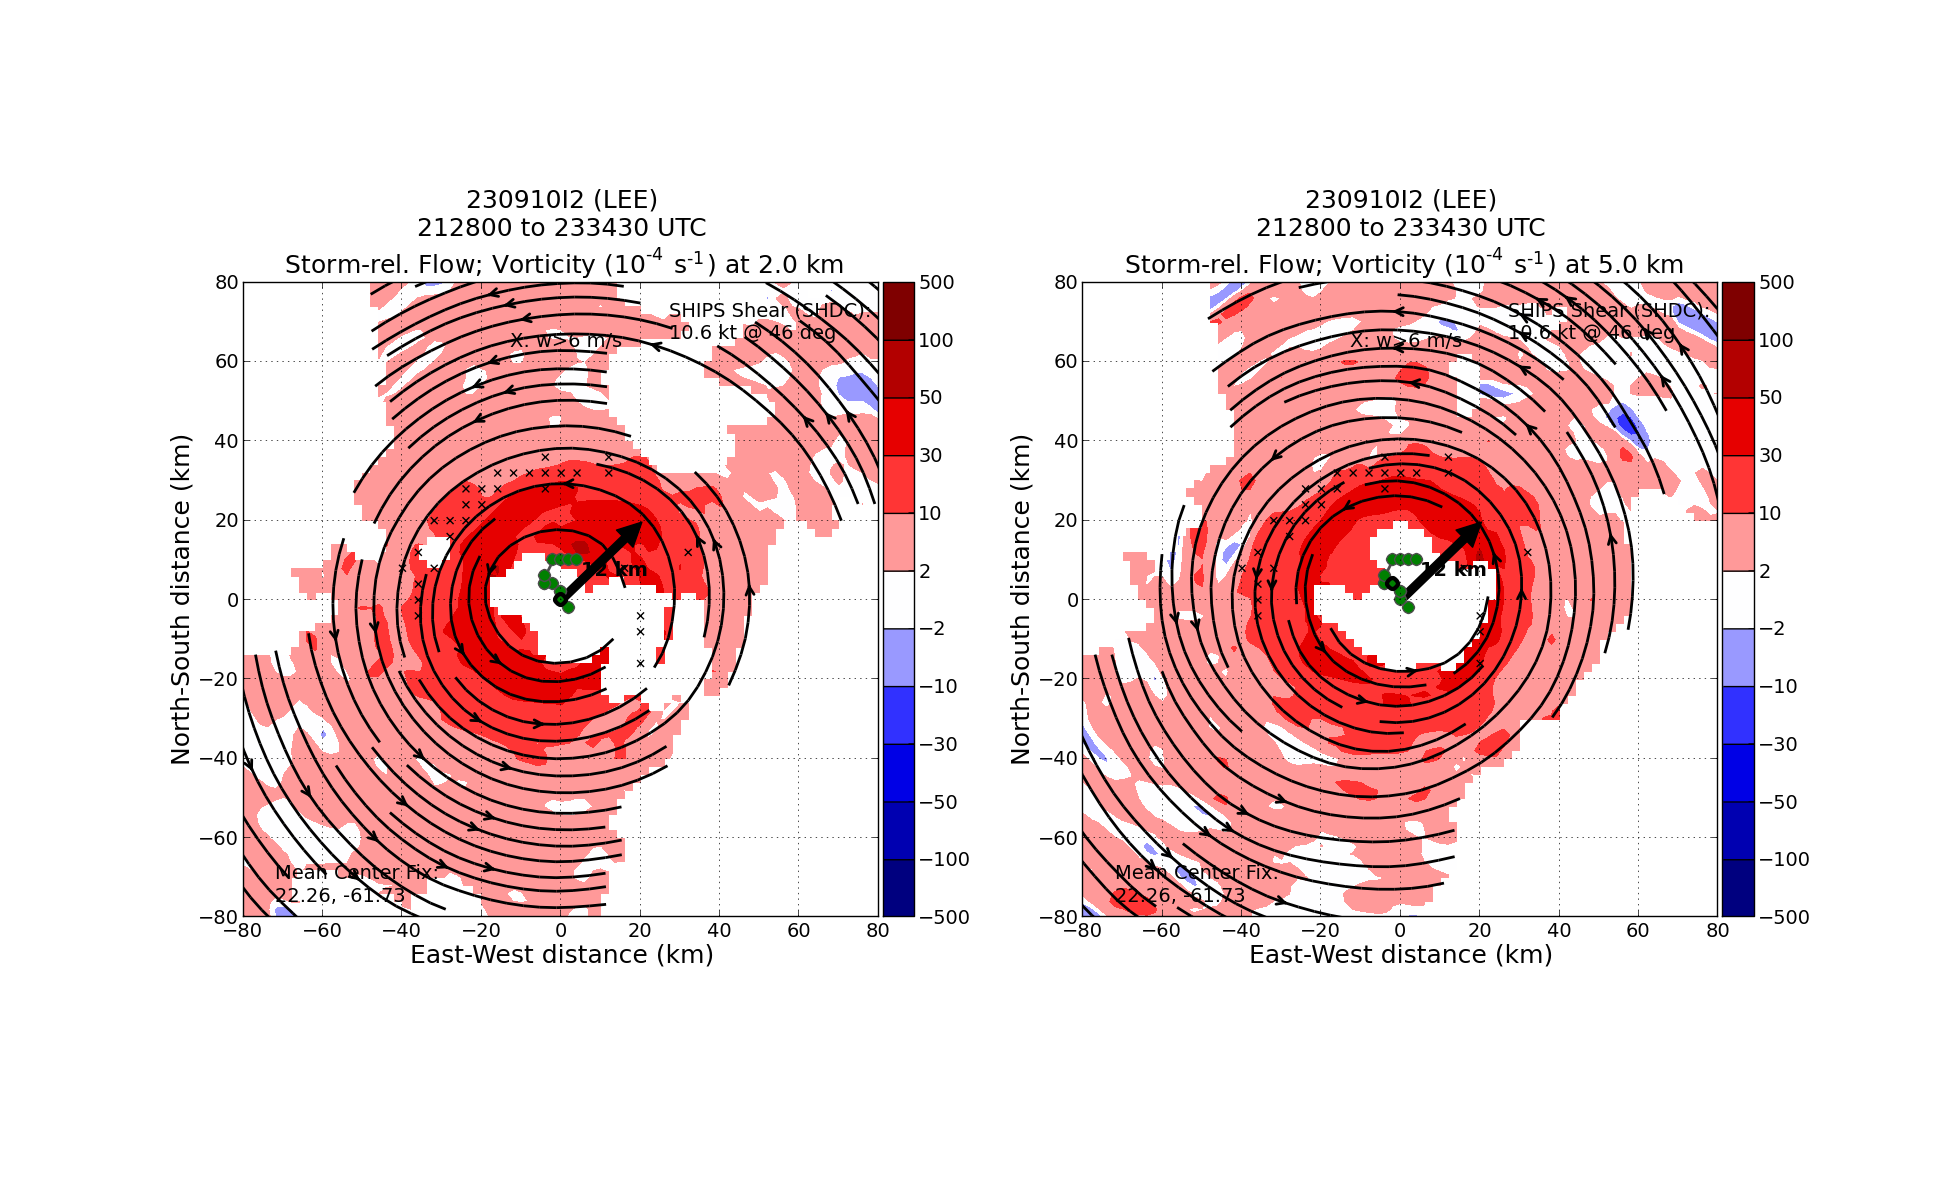 230910I2 (LEE)
212800 to 233430 UTC
Storm-rel. Flow; Vorticity (10⁻⁴ s⁻¹) at 2.0 km
SHIPS Shear (SHDC):
10.6 kt @ 46 deg
X: w>6 m/s
12 km
Mean Center Fix:
22.26, -61.73
80
60
40
20
0
−20
−40
−60
−80
−80 −60 −40 −20 0 20 40 60 80
North-South distance (km)
East-West distance (km)
500
100
50
30
10
2
−2
−10
−30
−50
−100
−500
230910I2 (LEE)
212800 to 233430 UTC
Storm-rel. Flow; Vorticity (10⁻⁴ s⁻¹) at 5.0 km
SHIPS Shear (SHDC):
10.6 kt @ 46 deg
X: w>6 m/s
12 km
Mean Center Fix:
22.26, -61.73
80
60
40
20
0
−20
−40
−60
−80
−80 −60 −40 −20 0 20 40 60 80
North-South distance (km)
East-West distance (km)
500
100
50
30
10
2
−2
−10
−30
−50
−100
−500